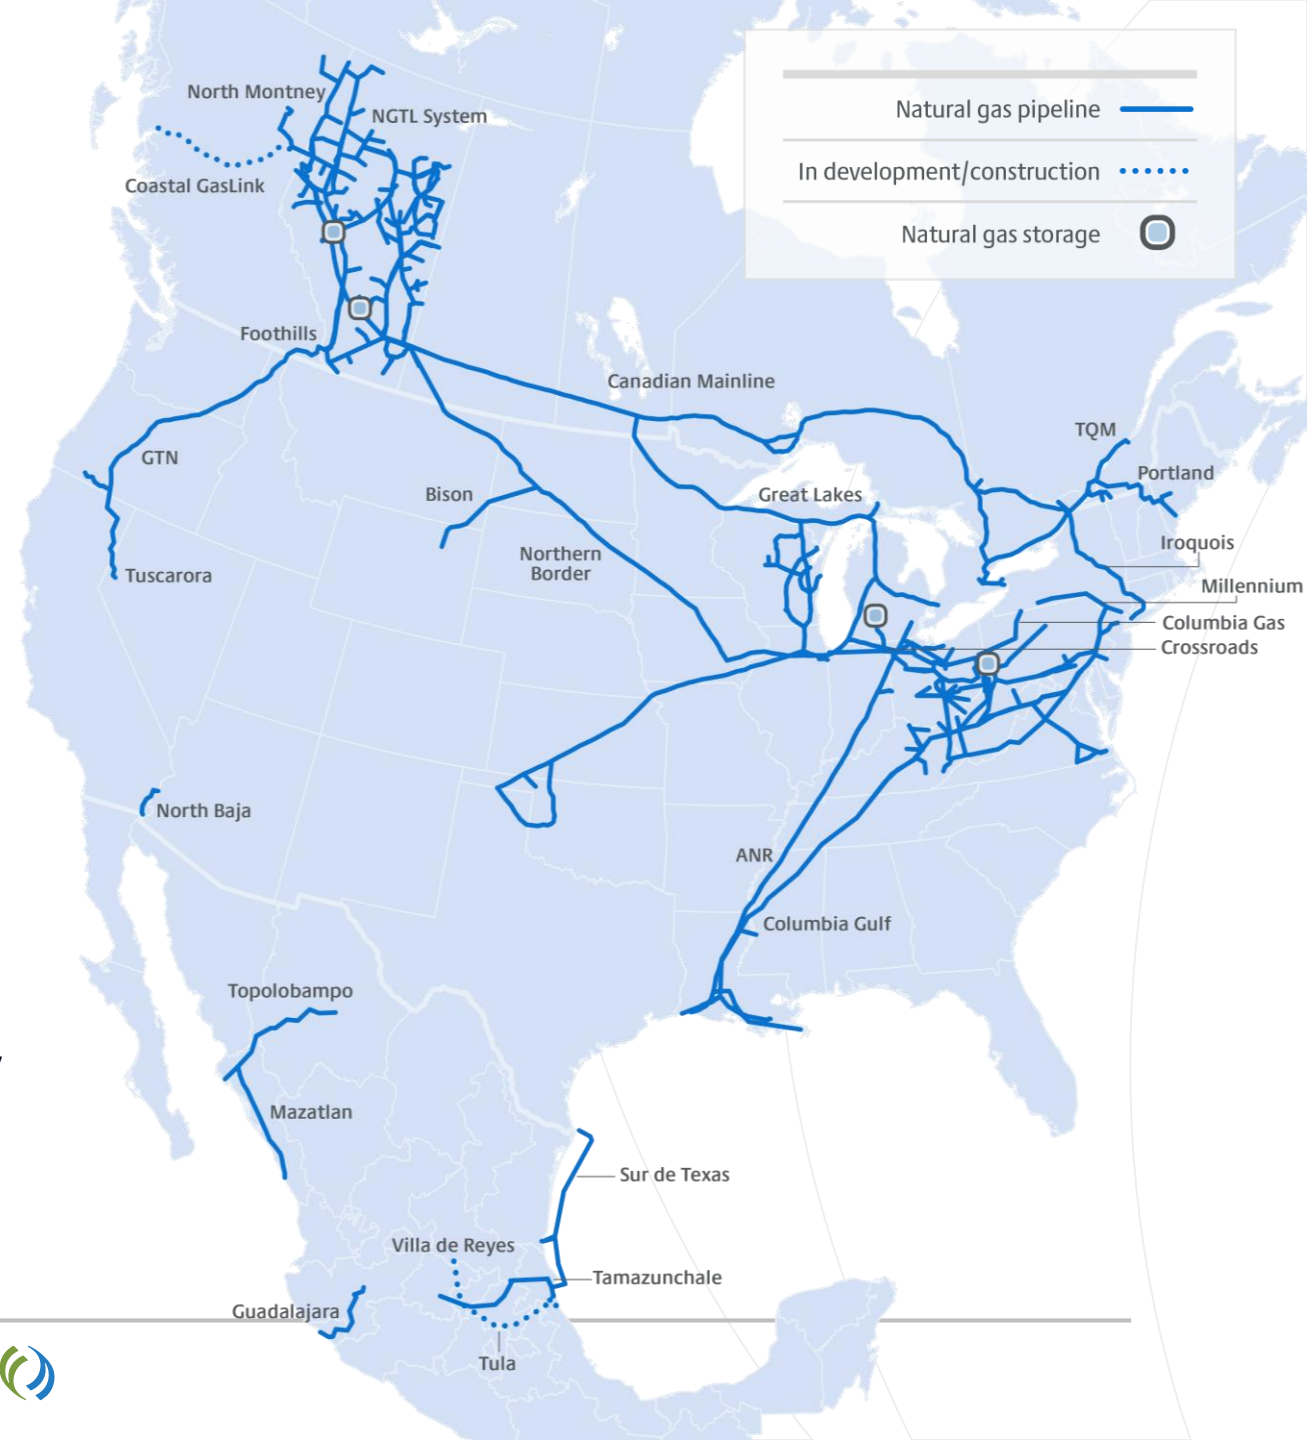 North Montney
NGTL System
Natural gas pipeline
In development/construction
Coastal GasLink
Natural gas storage
Foothills
Canadian Mainline
TQM
GTN
Portland
Bison
Great Lakes
Iroquois
Northern
Border
Tuscarora
Millennium
Columbia Gas
Crossroads
North Baja
ANR
Columbia Gulf
Topolobampo
Mazatlan
Sur de Texas
Villa de Reyes
Tamazunchale
Guadalajara
Tula